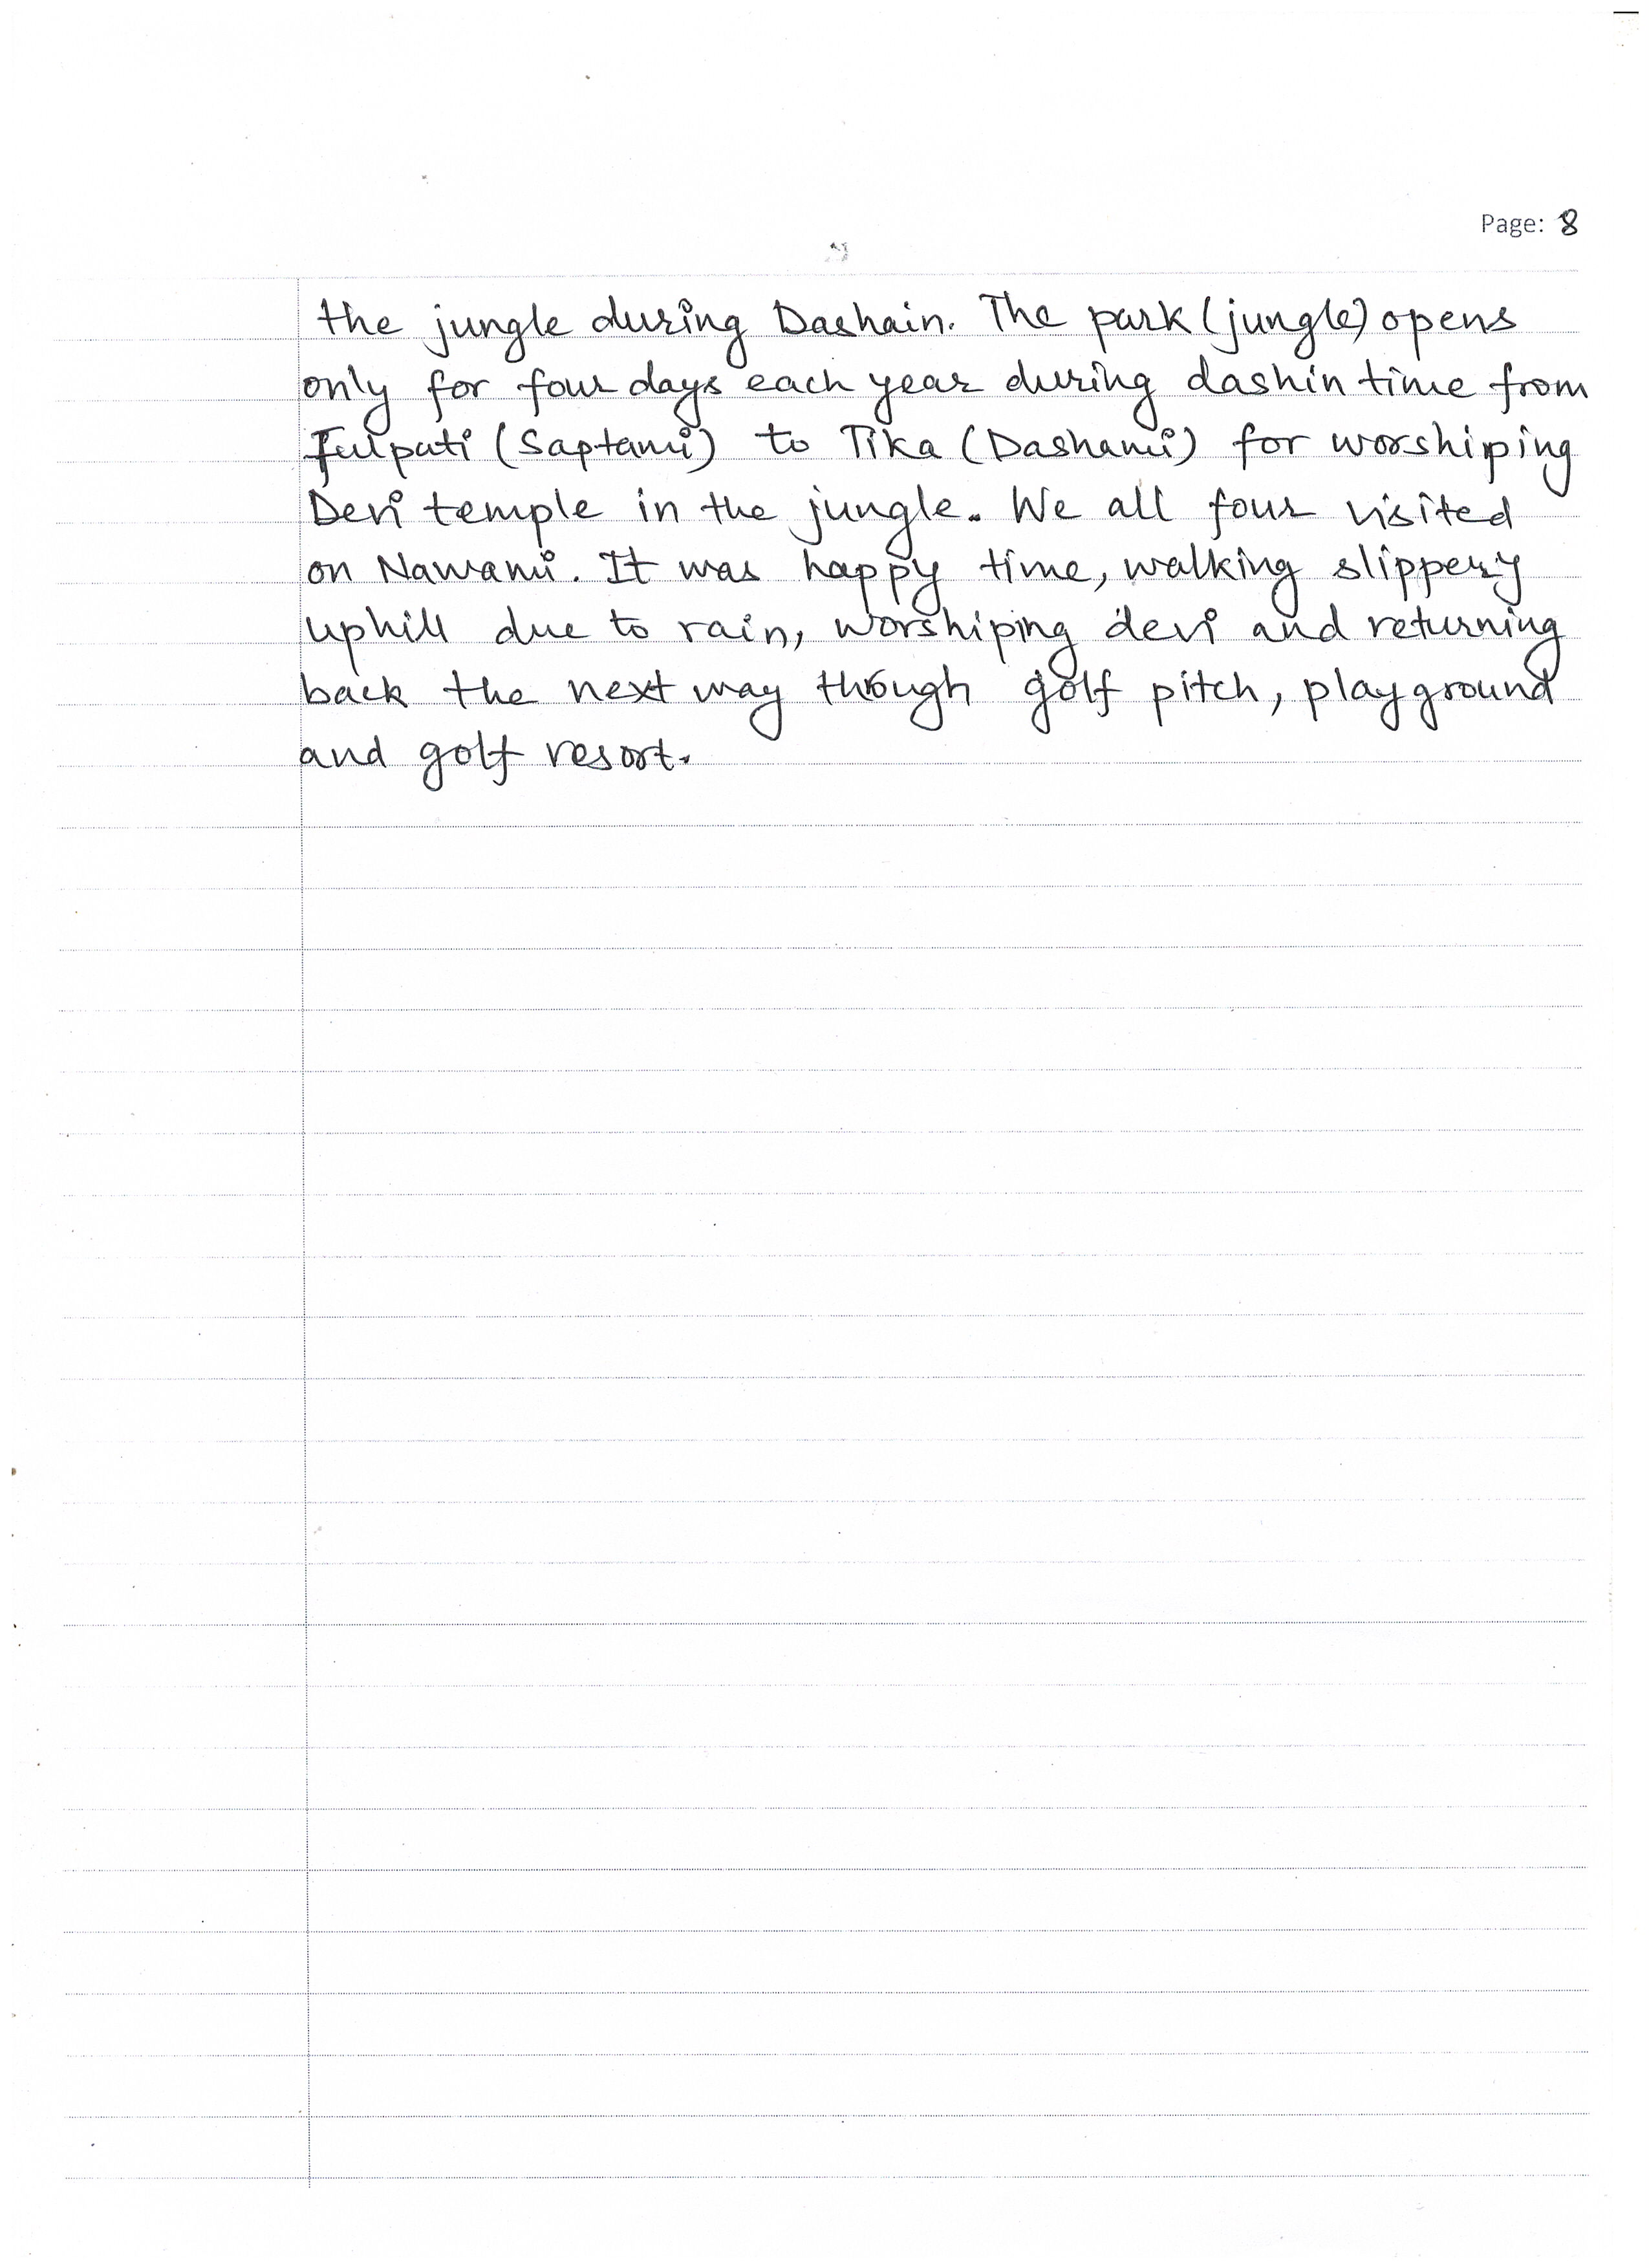 Page: 8
the jungle during Dashain. The park (jungle) opens
only for four days each year during dashin time from
Fulpati (Saptami) to Tika (Dashami) for worshiping
Devi temple in the jungle. We all four visited
on Nawami. It was happy time, walking slippery
uphill due to rain, worshiping devi and returning
back the next way though golf pitch, playground
and golf resort.